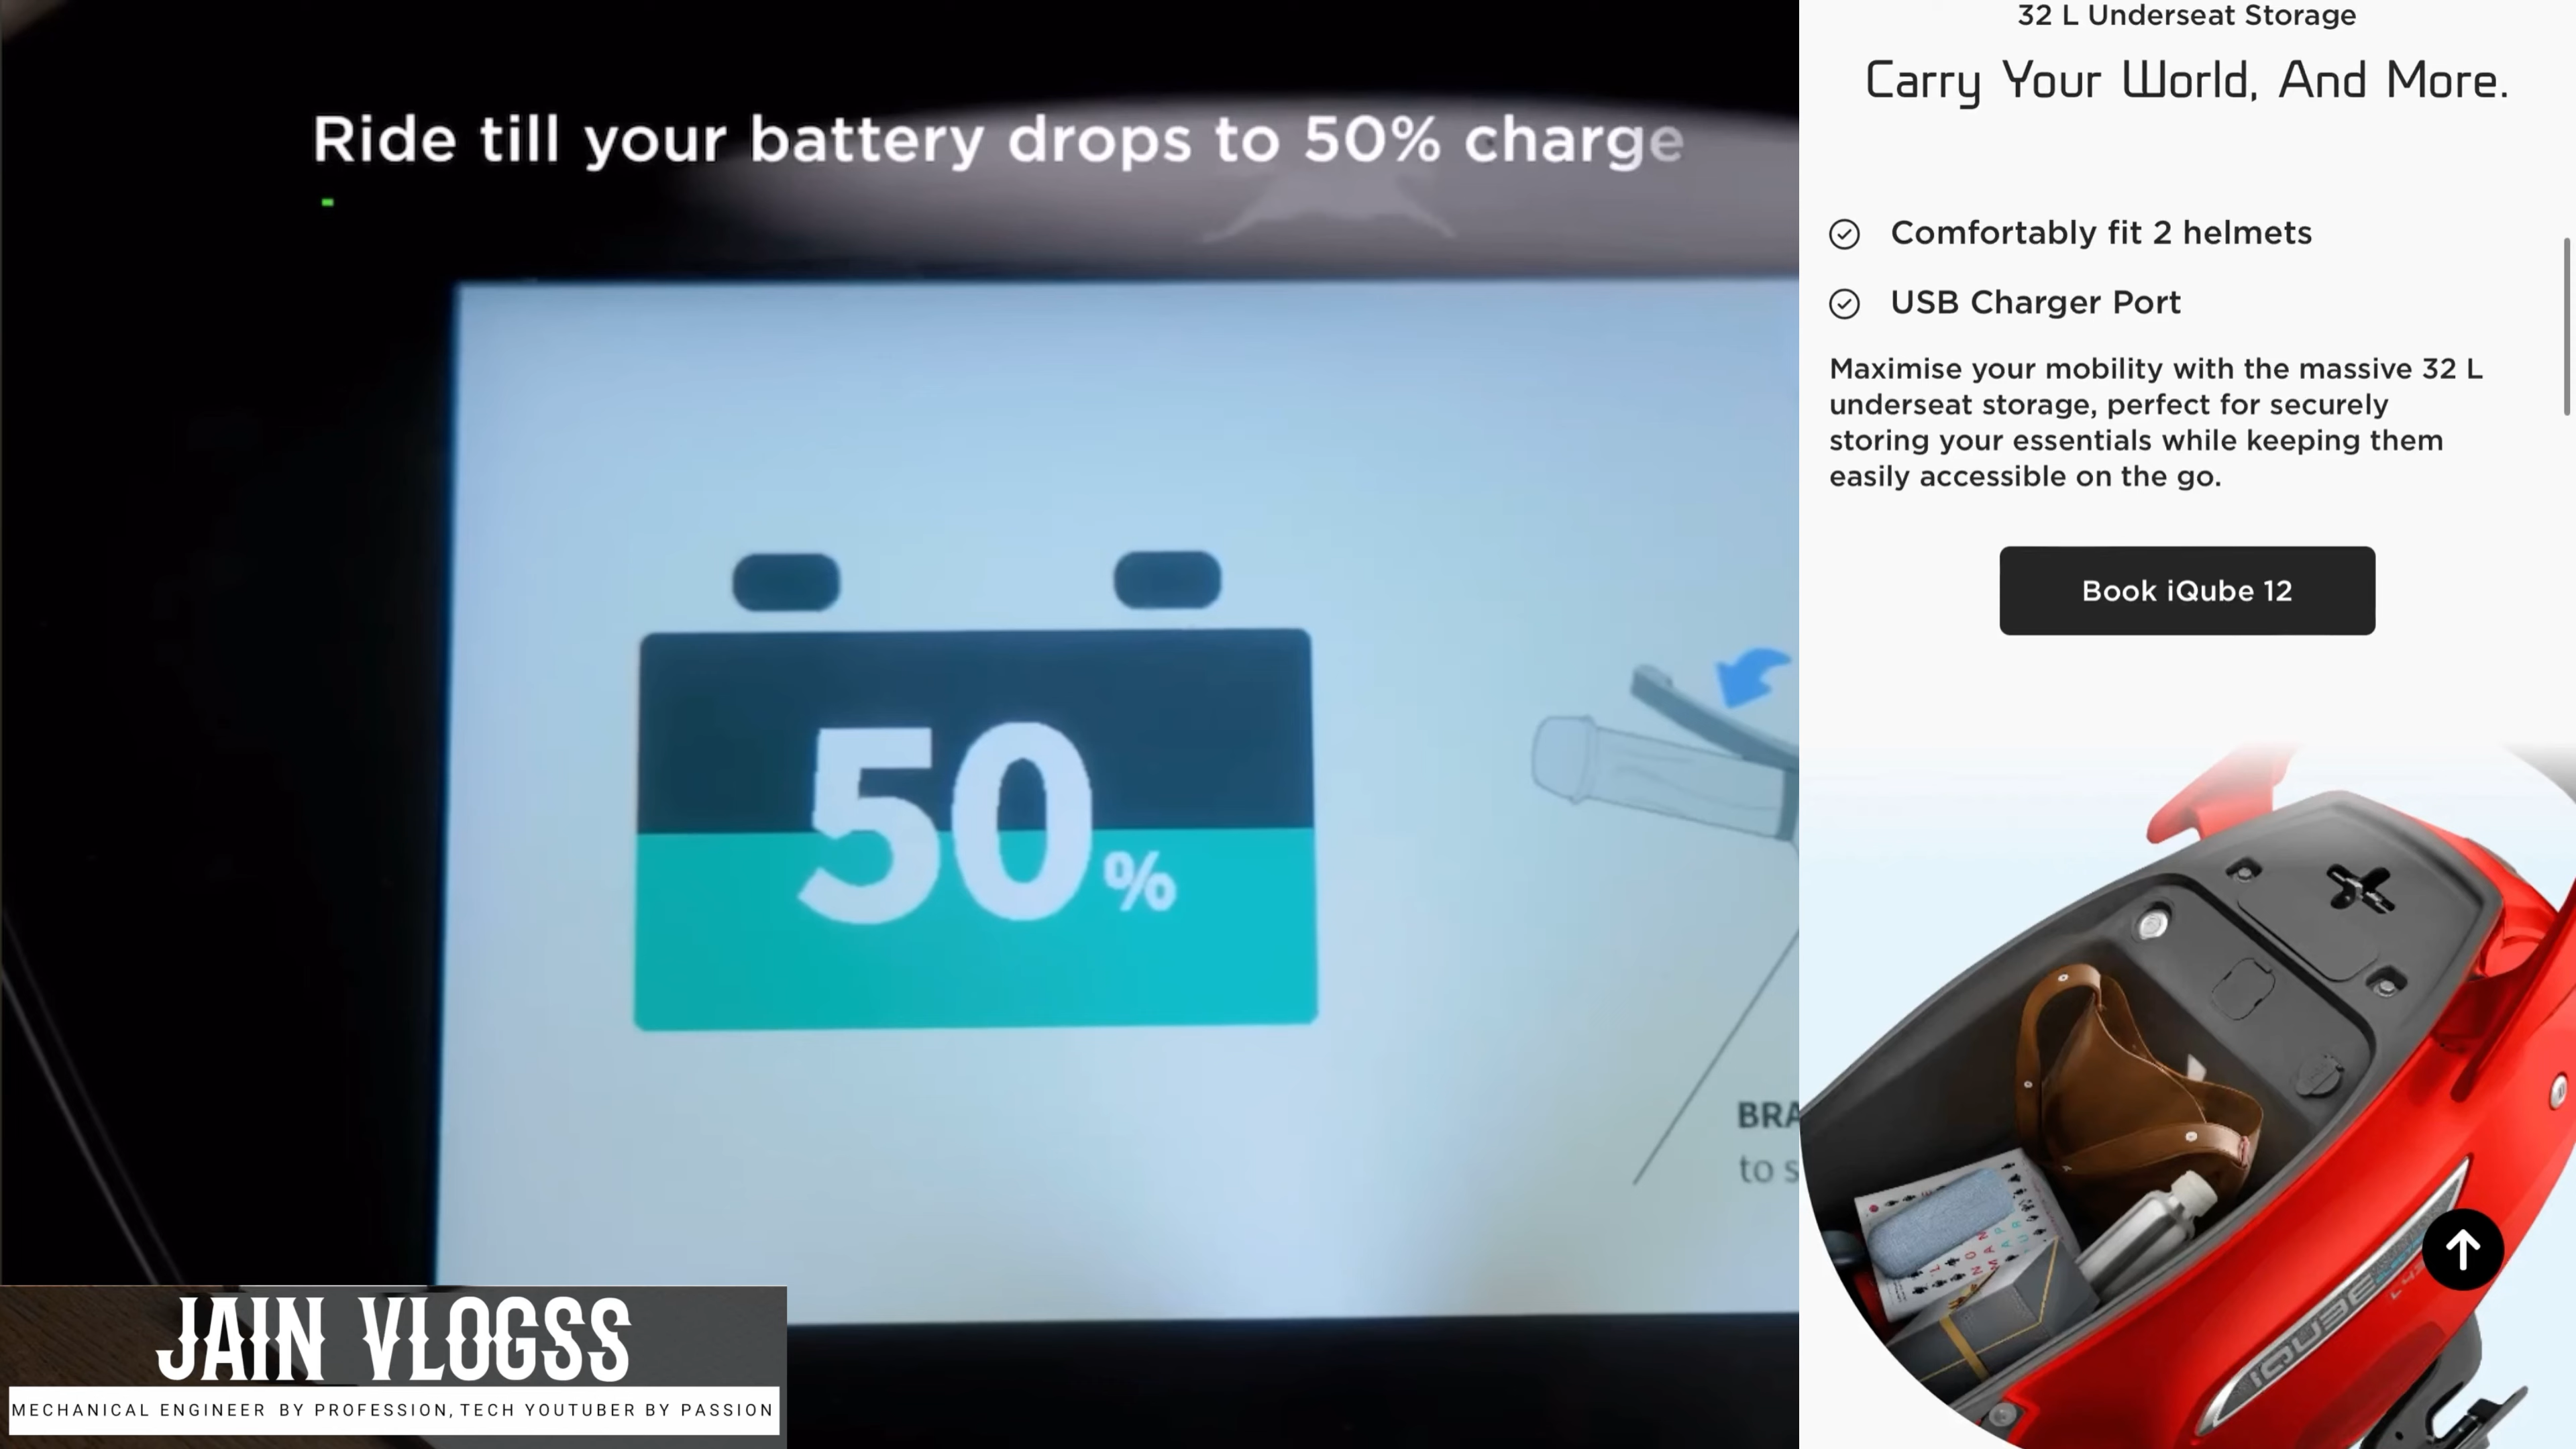 Ride till your battery drops to 50% charge
50%
BRA
to s
JAIN VLOGSS
MECHANICAL ENGINEER BY PROFESSION, TECH YOUTUBER BY PASSION
32 L Underseat Storage
Carry Your World, And More.
Comfortably fit 2 helmets
USB Charger Port
Maximise your mobility with the massive 32 L
underseat storage, perfect for securely
storing your essentials while keeping them
easily accessible on the go.
Book iQube 12
iQUBE